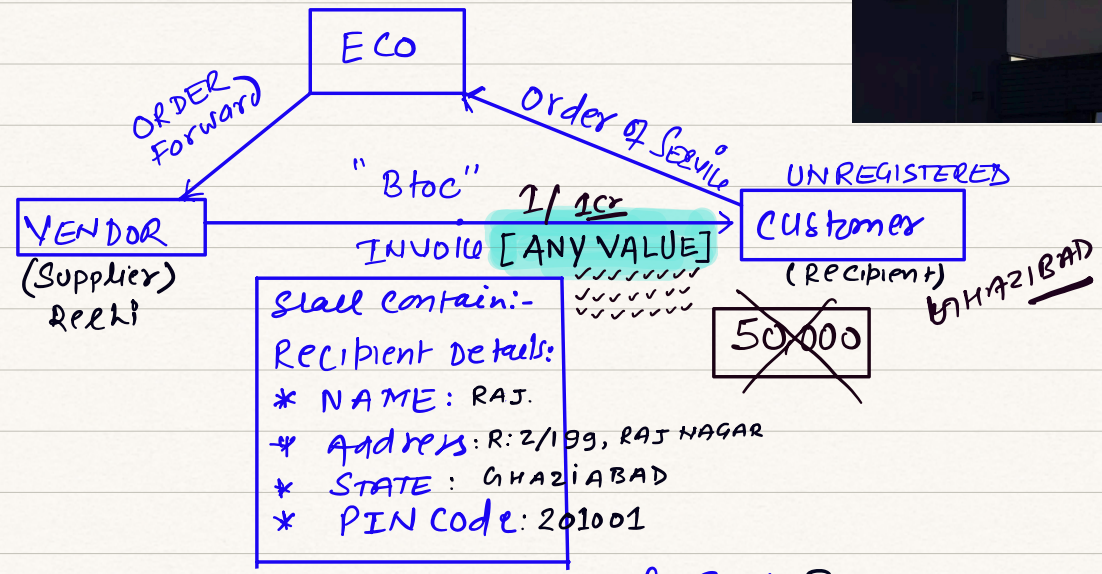 ECO
ORDER
Forward
Order of SERVICE
"BtoC"
UNREGISTERED
1/ 1Cr
VENDOR
INVOICE [ANY VALUE]
Customer
(Supplier)
(Recipient)
GHAZIBAD
Delhi
Shall Contain:-
50,000
Recipient Details:
* NAME: RAJ.
* Address: R: 2/199, RAJ NAGAR
* STATE: GHAZIABAD
* PIN Code: 201001